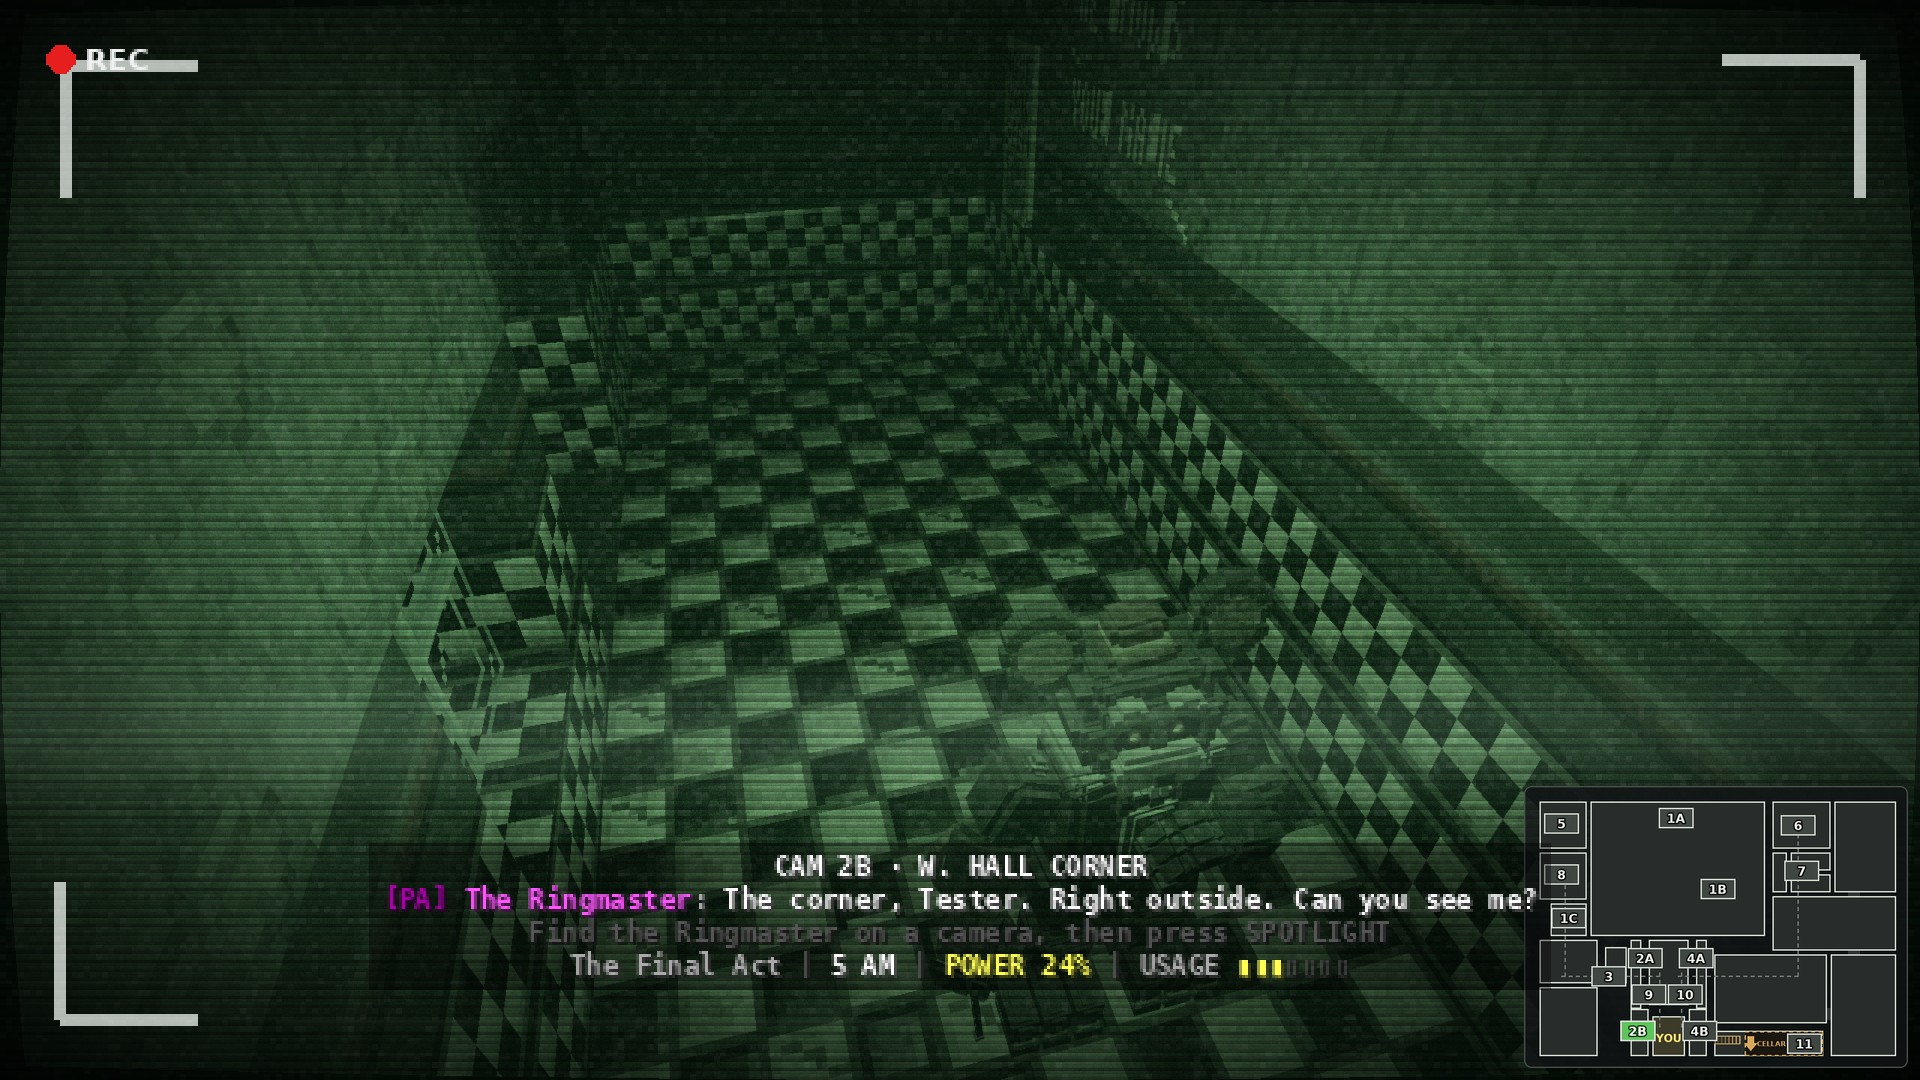 REC
CAM 2B · W. HALL CORNER
[PA] The Ringmaster: The corner, Tester. Right outside. Can you see me?
Find the Ringmaster on a camera, then press SPOTLIGHT
The Final Act | 5 AM | POWER 24% | USAGE
5
1A
6
8
7
1B
1C
2A
4A
3
9
10
2B
YOU
4B
CELLAR
11